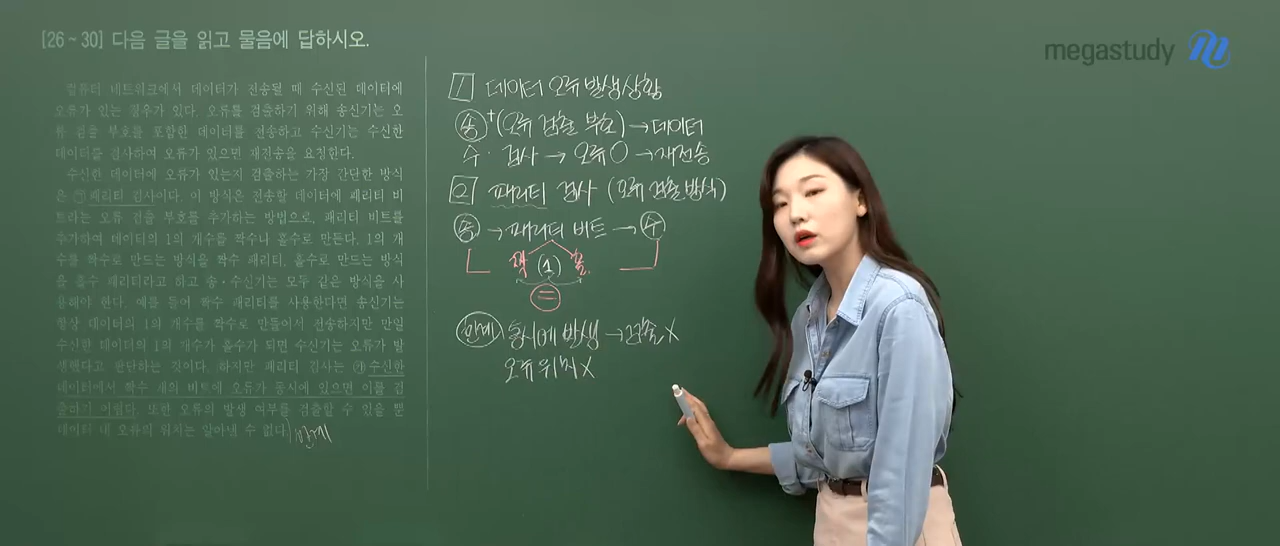 [26~30] 다음 글을 읽고 물음에 답하시오.
megastudy
컴퓨터 네트워크에서 데이터가 전송될 때 수신된 데이터에
오류가 있는 경우가 있다. 오류를 검출하기 위해 송신기는 오
류 검출 부호를 포함한 데이터를 전송하고 수신기는 수신한
데이터를 검사하여 오류가 있으면 재전송을 요청한다.
수신한 데이터에 오류가 있는지 검출하는 가장 간단한 방식
은 ㉠패리티 검사이다. 이 방식은 전송할 데이터에 패리티 비
트라는 오류 검출 부호를 추가하는 방법으로, 패리티 비트를
추가하여 데이터의 1의 개수를 짝수나 홀수로 만든다. 1의 개
수를 짝수로 만드는 방식을 짝수 패리티, 홀수로 만드는 방식
을 홀수 패리티라고 하고 송·수신기는 모두 같은 방식을 사
용해야 한다. 예를 들어 짝수 패리티를 사용한다면 송신기는
항상 데이터의 1의 개수를 짝수로 만들어서 전송하지만 만일
수신한 데이터의 1의 개수가 홀수가 되면 수신기는 오류가 발
생했다고 판단하는 것이다. 하지만 패리티 검사는 ㉮수신한
데이터에서 짝수 개의 비트에 오류가 동시에 있으면 이를 검
출하기 어렵다. 또한 오류의 발생 여부를 검출할 수 있을 뿐
데이터 내 오류의 위치는 알아낼 수 없다. 한계
1 데이터 오류 발생 상황
송+(오류 검출 부호)→데이터
수· 검사→오류○→재전송
2 패리티 검사 (오류 검출 방식)
송→패리티 비트→수
짝 (1) 홀
=
한계 동시에 발생→검출X
오류 위치X